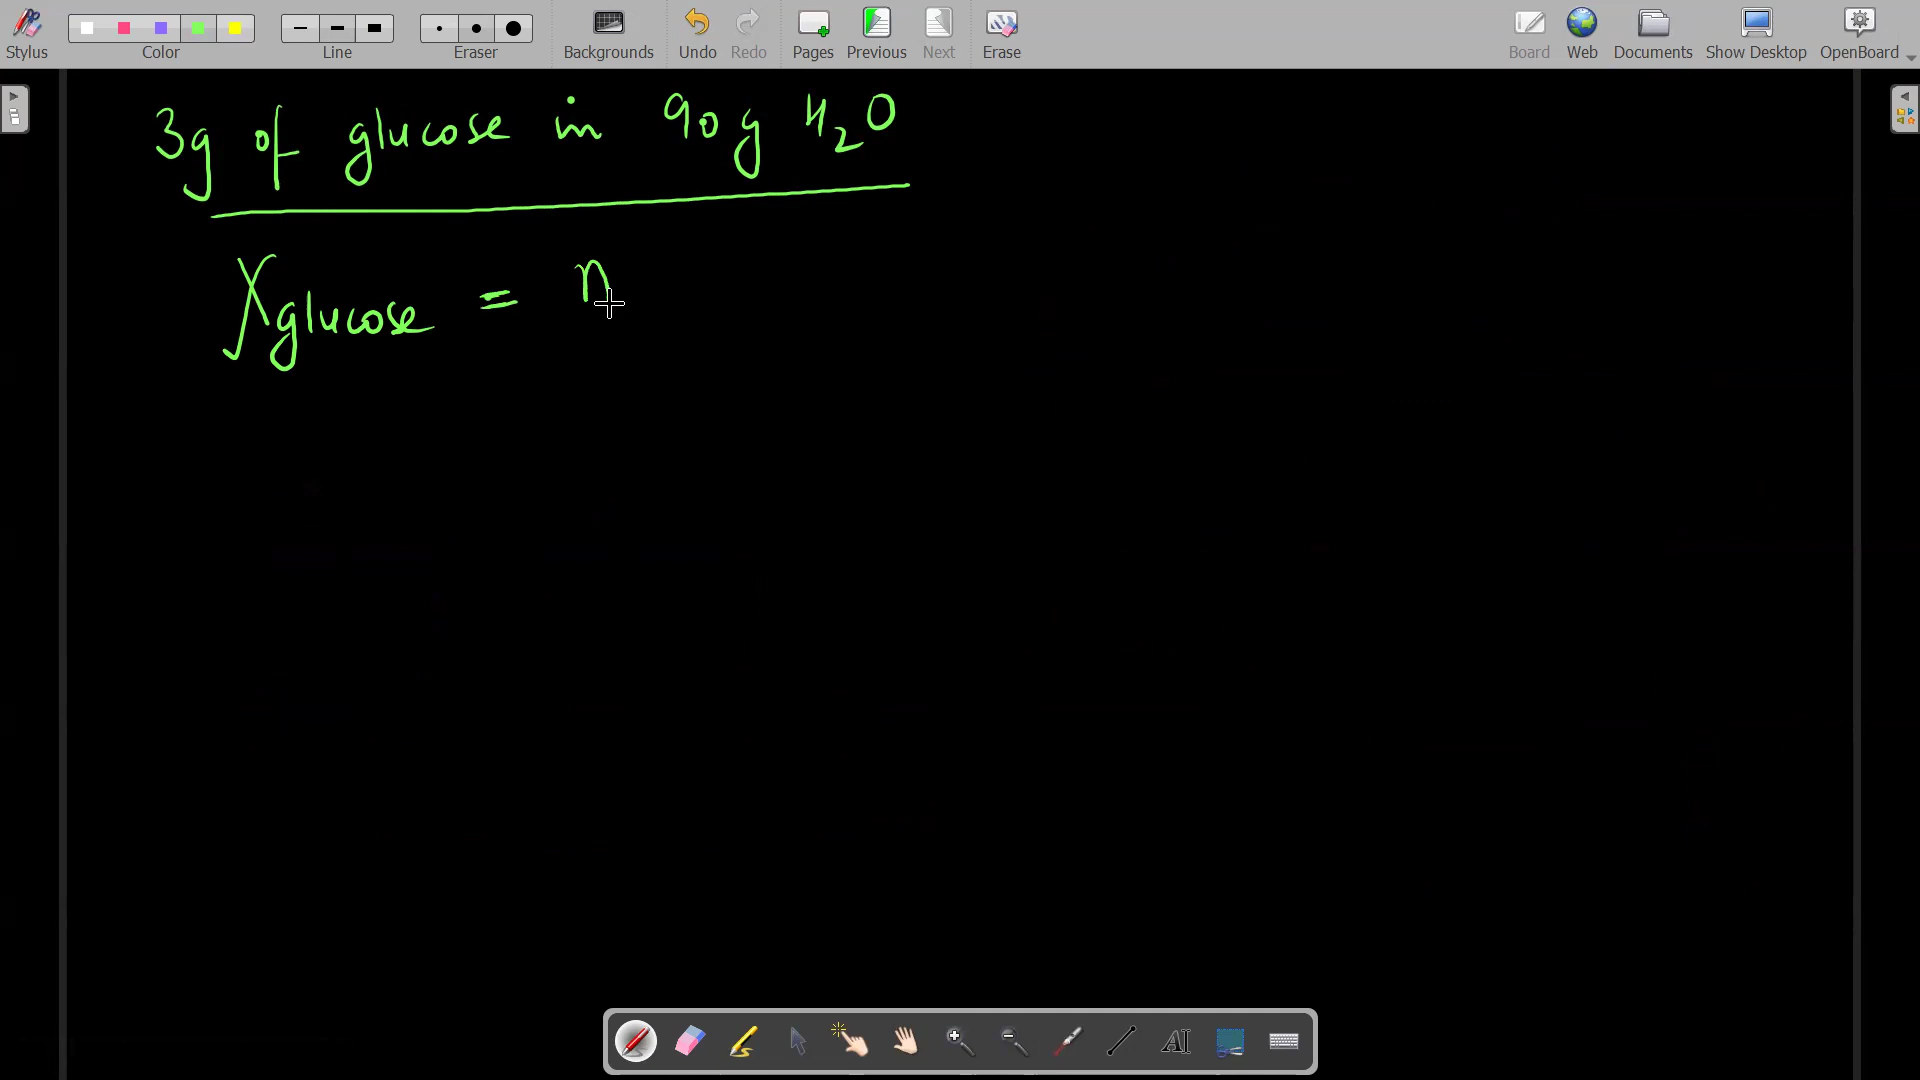 Stylus Color Line Eraser Backgrounds Undo Redo Pages Previous Next Erase Board Web Documents Show Desktop OpenBoard
3g of glucose in 90g H2O
Xglucose = n
AI